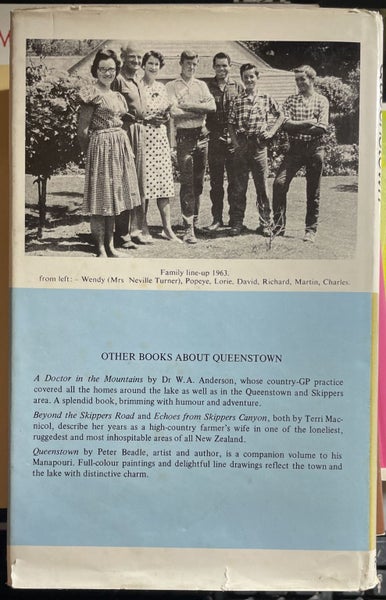 Family line-up 1963.
from left: – Wendy (Mrs Neville Turner), Popeye, Lorie, David, Richard, Martin, Charles.
OTHER BOOKS ABOUT QUEENSTOWN
A Doctor in the Mountains by Dr W.A. Anderson, whose country-GP practice
covered all the homes around the lake as well as in the Queenstown and Skippers
area. A splendid book, brimming with humour and adventure.
Beyond the Skippers Road and Echoes from Skippers Canyon, both by Terri Mac-
nicol, describe her years as a high-country farmer's wife in one of the loneliest,
ruggedest and most inhospitable areas of all New Zealand.
Queenstown by Peter Beadle, artist and author, is a companion volume to his
Manapouri. Full-colour paintings and delightful line drawings reflect the town and
the lake with distinctive charm.